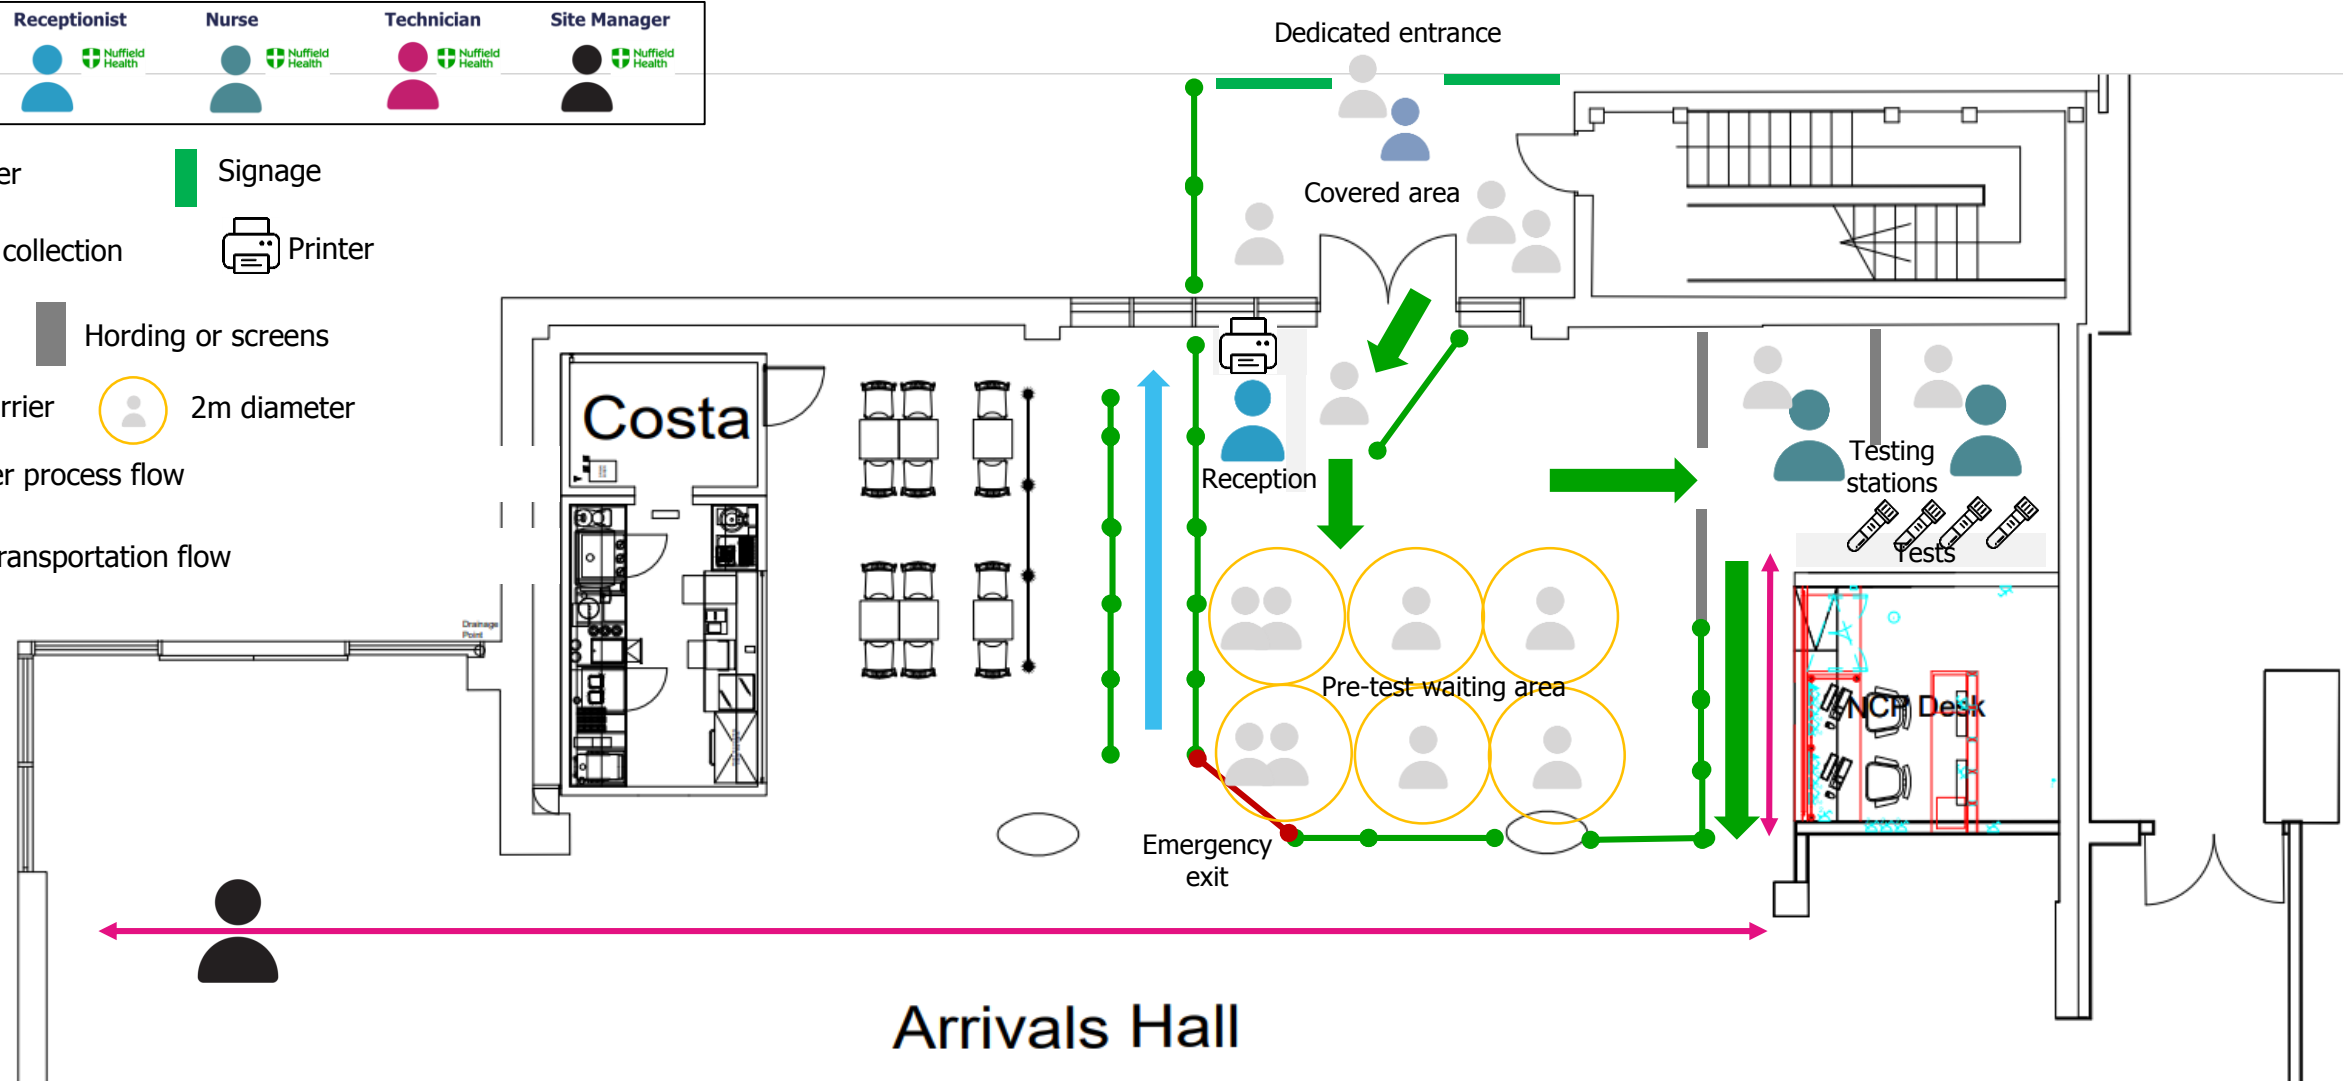 Receptionist
Nurse
Technician
Site Manager
Nuffield
Health
Nuffield
Health
Nuffield
Health
Nuffield
Health
Dedicated entrance
er
Signage
Covered area
collection
Printer
Hording or screens
rrier
2m diameter
er process flow
ransportation flow
Costa
Reception
Testing
stations
Tests
Drainage
Point
Pre-test waiting area
NCP Desk
Emergency
exit
Arrivals Hall